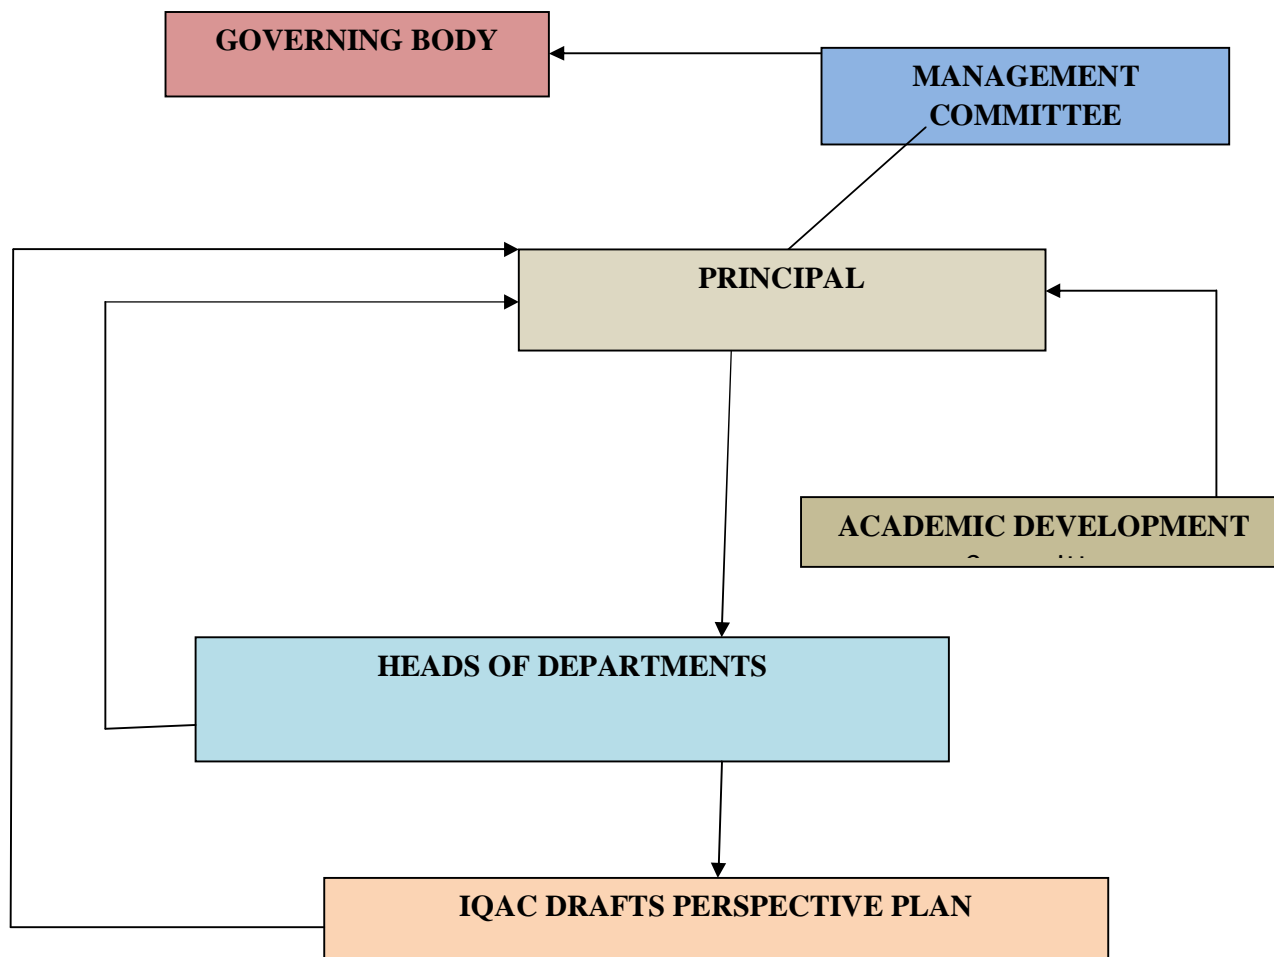 GOVERNING BODY
MANAGEMENT
COMMITTEE
PRINCIPAL
ACADEMIC DEVELOPMENT
HEADS OF DEPARTMENTS
IQAC DRAFTS PERSPECTIVE PLAN